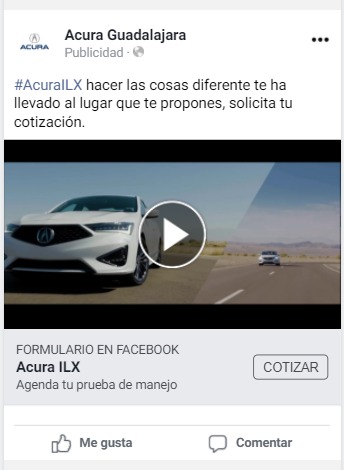 Acura Guadalajara
ACURA
Publicidad ·
#AcuraILX hacer las cosas diferente te ha
llevado al lugar que te propones, solicita tu
cotización.
FORMULARIO EN FACEBOOK
Acura ILX
COTIZAR
Agenda tu prueba de manejo
Me gusta
Comentar